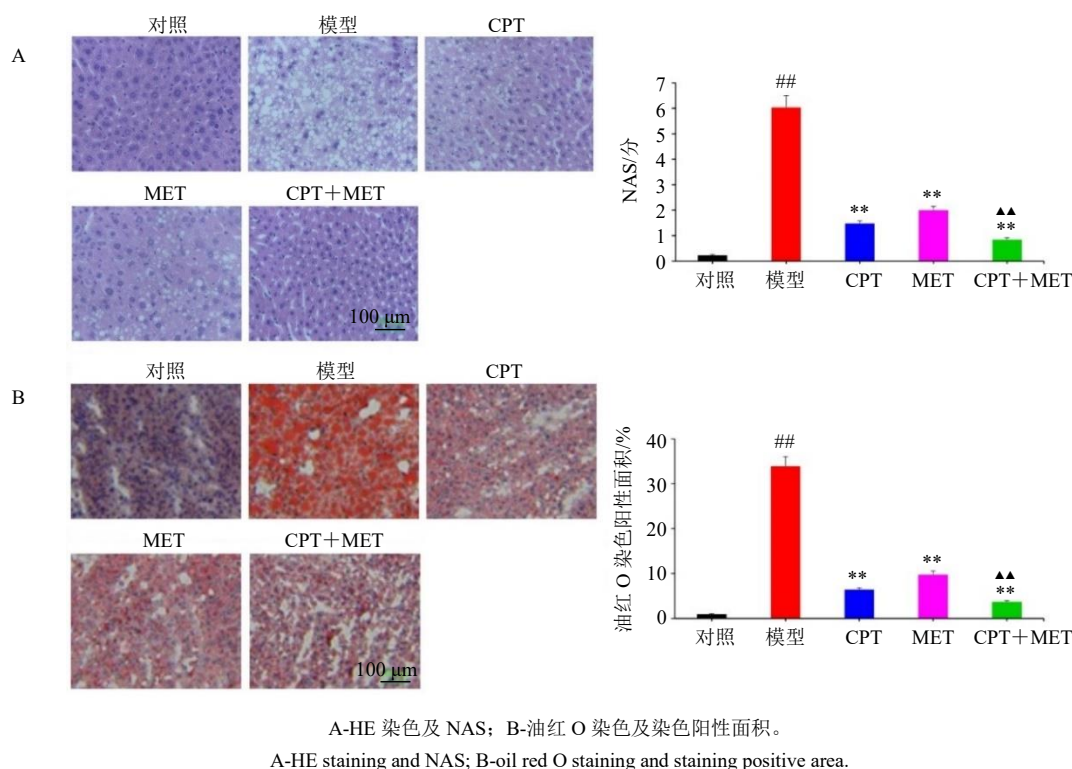 A
对照 模型 CPT
MET CPT＋MET
100 μm
NAS/分
7
6
5
4
3
2
1
0
##
**
**
▲▲
**
对照 模型 CPT MET CPT＋MET
B
对照 模型 CPT
MET CPT＋MET
100 μm
油红 O 染色阳性面积/%
40
30
20
10
0
##
**
**
▲▲
**
对照 模型 CPT MET CPT＋MET
A-HE 染色及 NAS；B-油红 O 染色及染色阳性面积。
A-HE staining and NAS; B-oil red O staining and staining positive area.